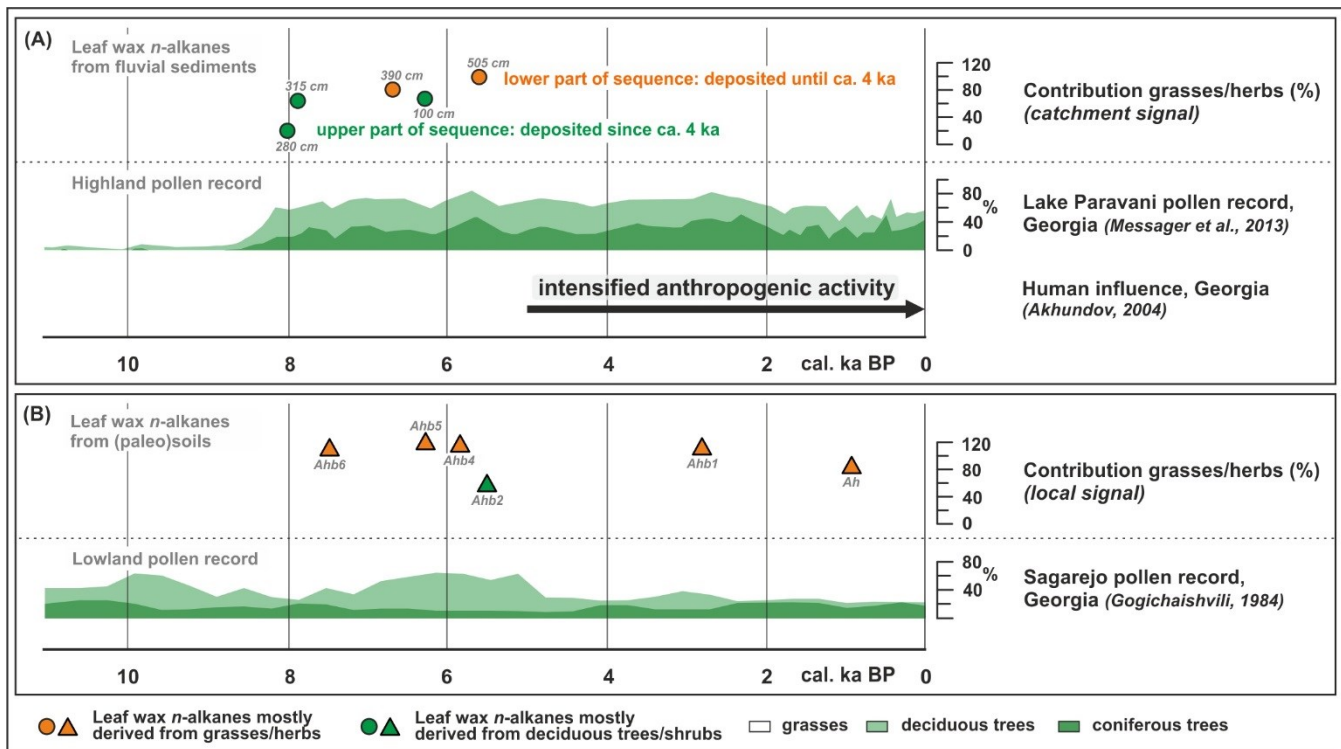 (A)
Leaf wax n-alkanes
from fluvial sediments
315 cm
390 cm
505 cm
lower part of sequence: deposited until ca. 4 ka
100 cm
upper part of sequence: deposited since ca. 4 ka
280 cm
120
80
40
0
Contribution grasses/herbs (%)
(catchment signal)
Highland pollen record
80
%
40
0
Lake Paravani pollen record,
Georgia (Messager et al., 2013)
intensified anthropogenic activity
Human influence, Georgia
(Akhundov, 2004)
10 8 6 4 2 cal. ka BP 0
(B)
Leaf wax n-alkanes
from (paleo)soils
Ahb6
Ahb5
Ahb4
Ahb2
Ahb1
Ah
120
80
40
0
Contribution grasses/herbs (%)
(local signal)
Lowland pollen record
80
%
40
Sagarejo pollen record,
Georgia (Gogichaishvili, 1984)
10 8 6 4 2 cal. ka BP 0
Leaf wax n-alkanes mostly
derived from grasses/herbs
Leaf wax n-alkanes mostly
derived from deciduous trees/shrubs
grasses
deciduous trees
coniferous trees